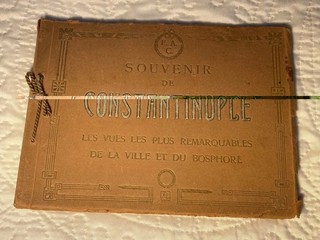 SOUVENIR
DE
CONSTANTINOPLE
LES VUES LES PLUS REMARQUABLES
DE LA VILLE ET DU BOSPHORE